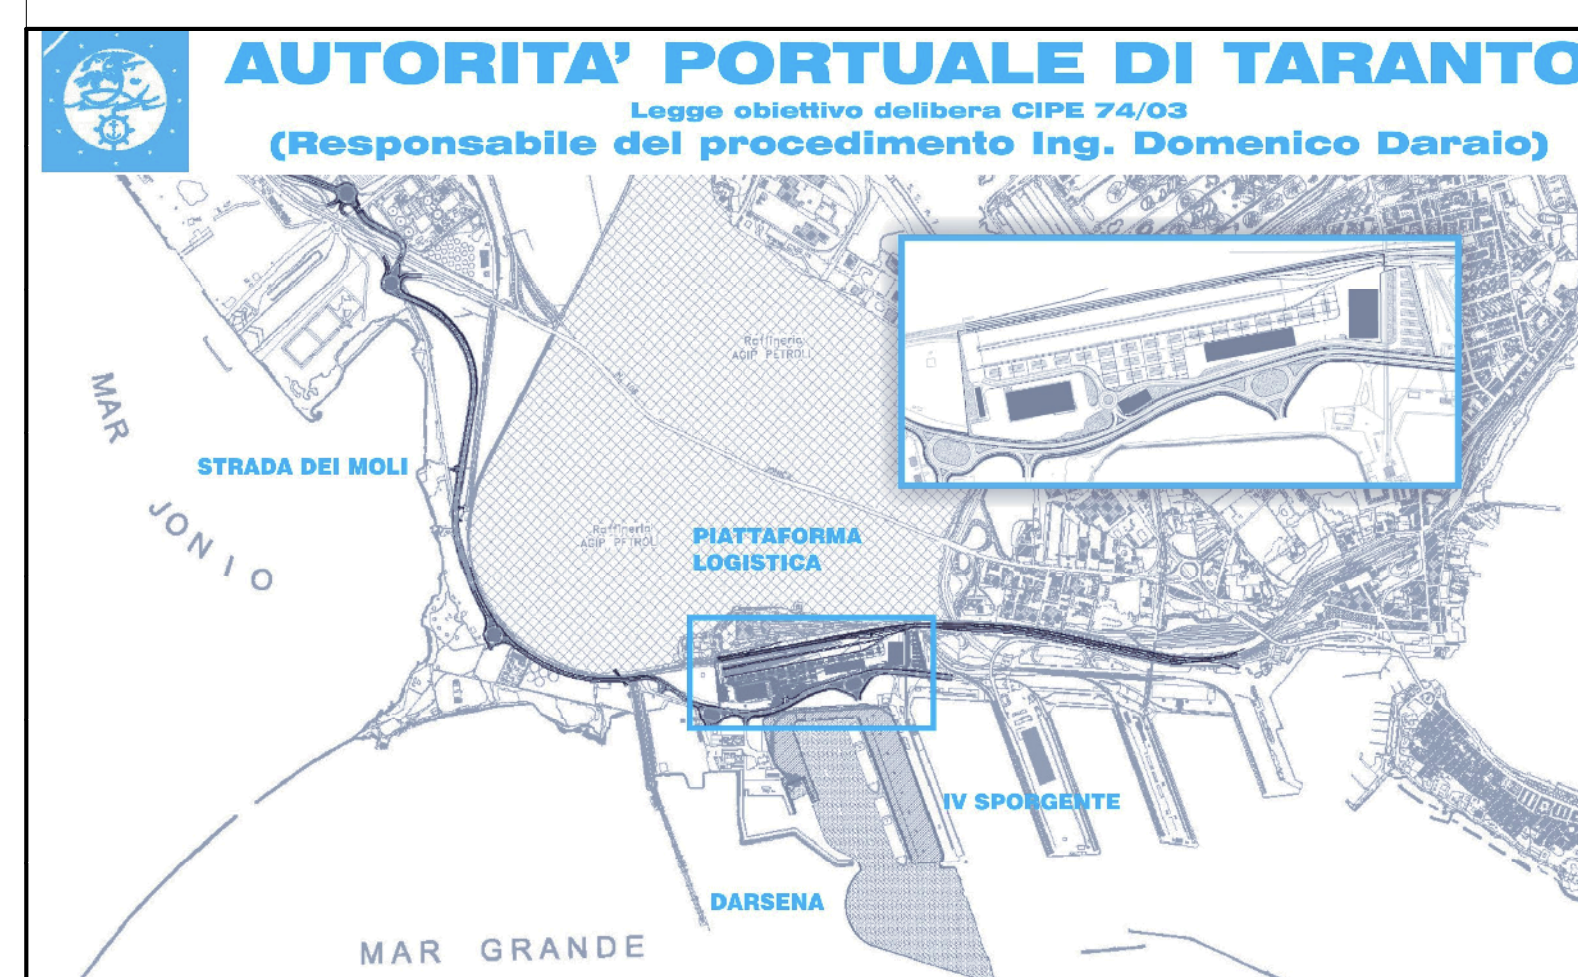 AUTORITA' PORTUALE DI TARANTO
Legge obiettivo delibera CIPE 74/03
(Responsabile del procedimento Ing. Domenico Daraio)
Raffineria
AGIP PETROLI
MAR
JONIO
STRADA DEI MOLI
Raffineria
AGIP PETROLI
PIATTAFORMA
LOGISTICA
IV SPORGENTE
DARSENA
MAR GRANDE